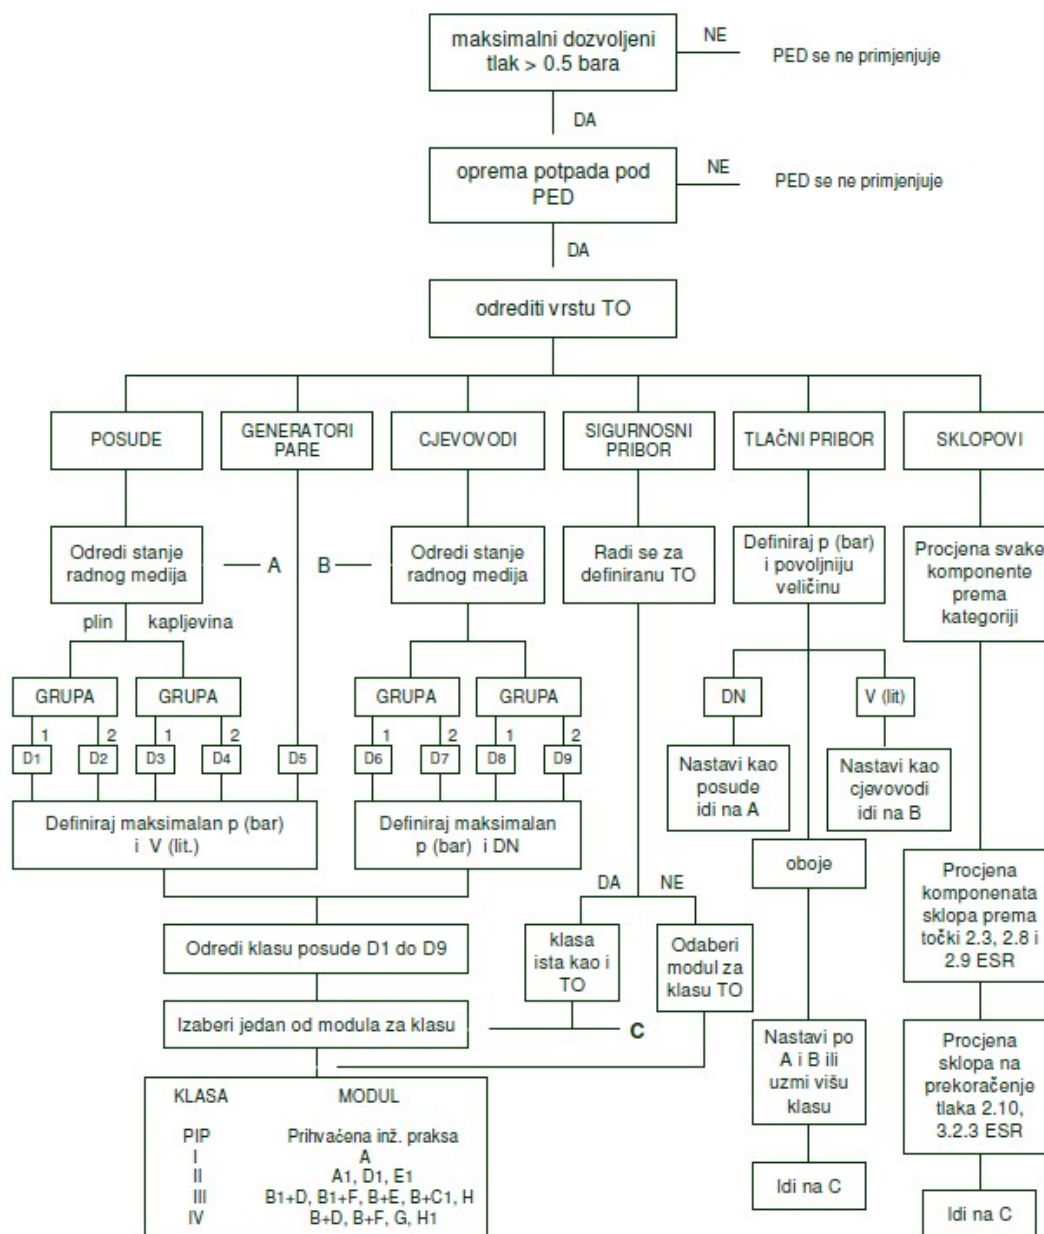 maksimalni dozvoljeni
tlak > 0.5 bara
NE
PED se ne primjenjuje
DA
oprema potpada pod
PED
NE
PED se ne primjenjuje
DA
odrediti vrstu TO
POSUDE
GENERATORI
PARE
CJEVOVODI
SIGURNOSNI
PRIBOR
TLAČNI PRIBOR
SKLOPOVI
Odredi stanje
radnog medija
A
B
Odredi stanje
radnog medija
Radi se za
definiranu TO
Definiraj p (bar)
i povoljniju
veličinu
Procjena svake
komponente
prema
kategoriji
plin
kapljevina
GRUPA
GRUPA
GRUPA
GRUPA
DN
V (lit)
1
2
1
2
1
2
1
2
D1
D2
D3
D4
D5
D6
D7
D8
D9
Nastavi kao
posude
idi na A
Nastavi kao
cjevovodi
idi na B
Definiraj maksimalan p (bar)
i V (lit.)
Definiraj maksimalan
p (bar) i DN
oboje
DA
NE
Procjena
komponenata
sklopa prema
točki 2.3, 2.8 i
2.9 ESR
Odredi klasu posude D1 do D9
klasa
ista kao i
TO
Odaberi
modul za
klasu TO
Izaberi jedan od modula za klasu
C
Nastavi po
A i B ili
uzmi višu
klasu
Procjena
sklopa na
prekoračenje
tlaka 2.10,
3.2.3 ESR
KLASA MODUL
PIP Prihvaćena inž. praksa
I A
II A1, D1, E1
III B1+D, B1+F, B+E, B+C1, H
IV B+D, B+F, G, H1
Idi na C
Idi na C